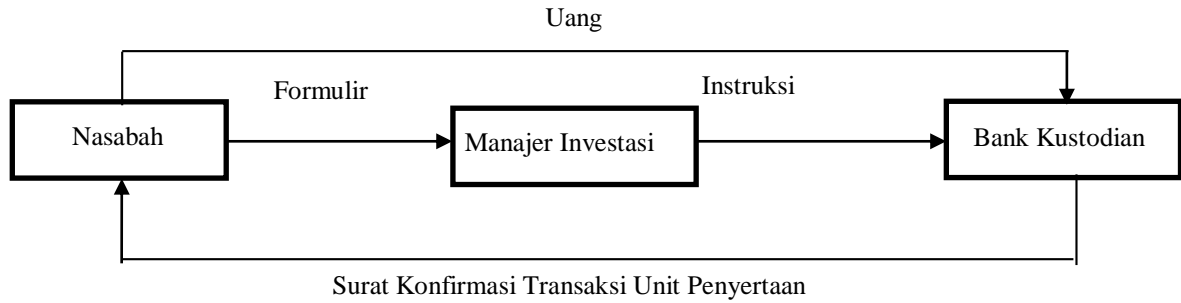 Uang
Formulir
Instruksi
Nasabah
Manajer Investasi
Bank Kustodian
Surat Konfirmasi Transaksi Unit Penyertaan